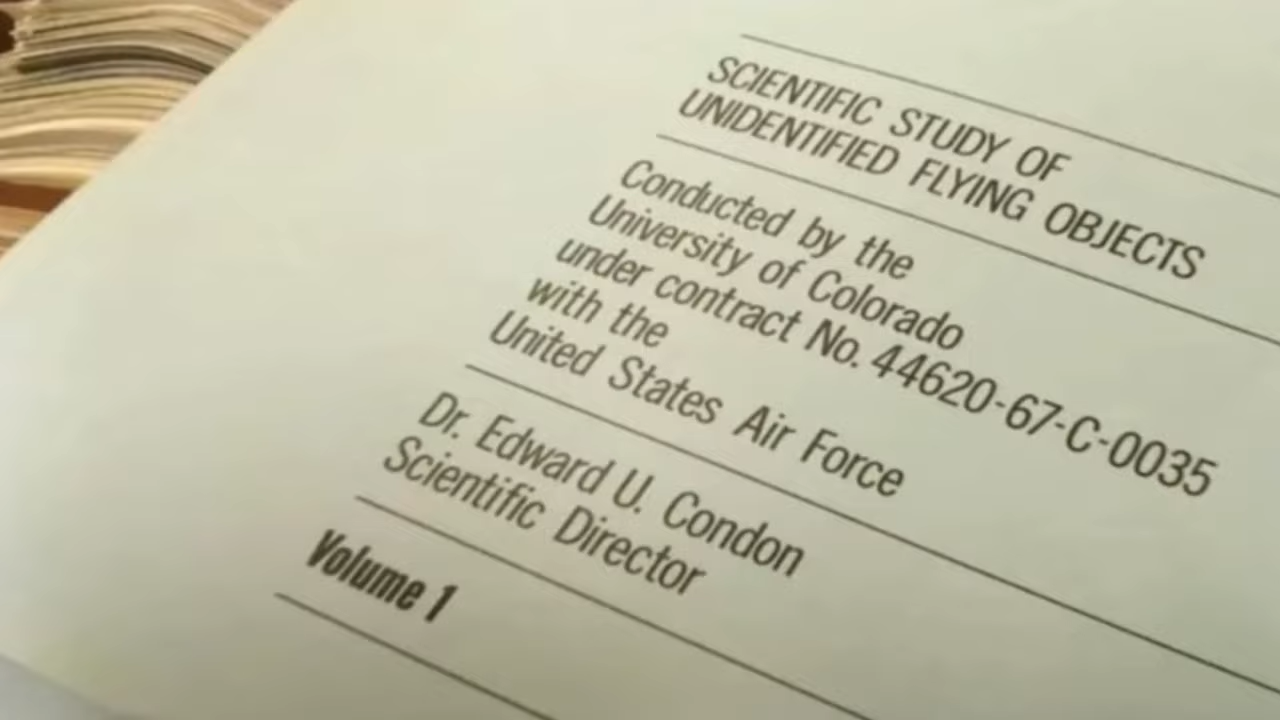 SCIENTIFIC STUDY OF
UNIDENTIFIED FLYING OBJECTS
Conducted by the
University of Colorado
under contract No. 44620-67-C-0035
with the
United States Air Force
Dr. Edward U. Condon
Scientific Director
Volume 1